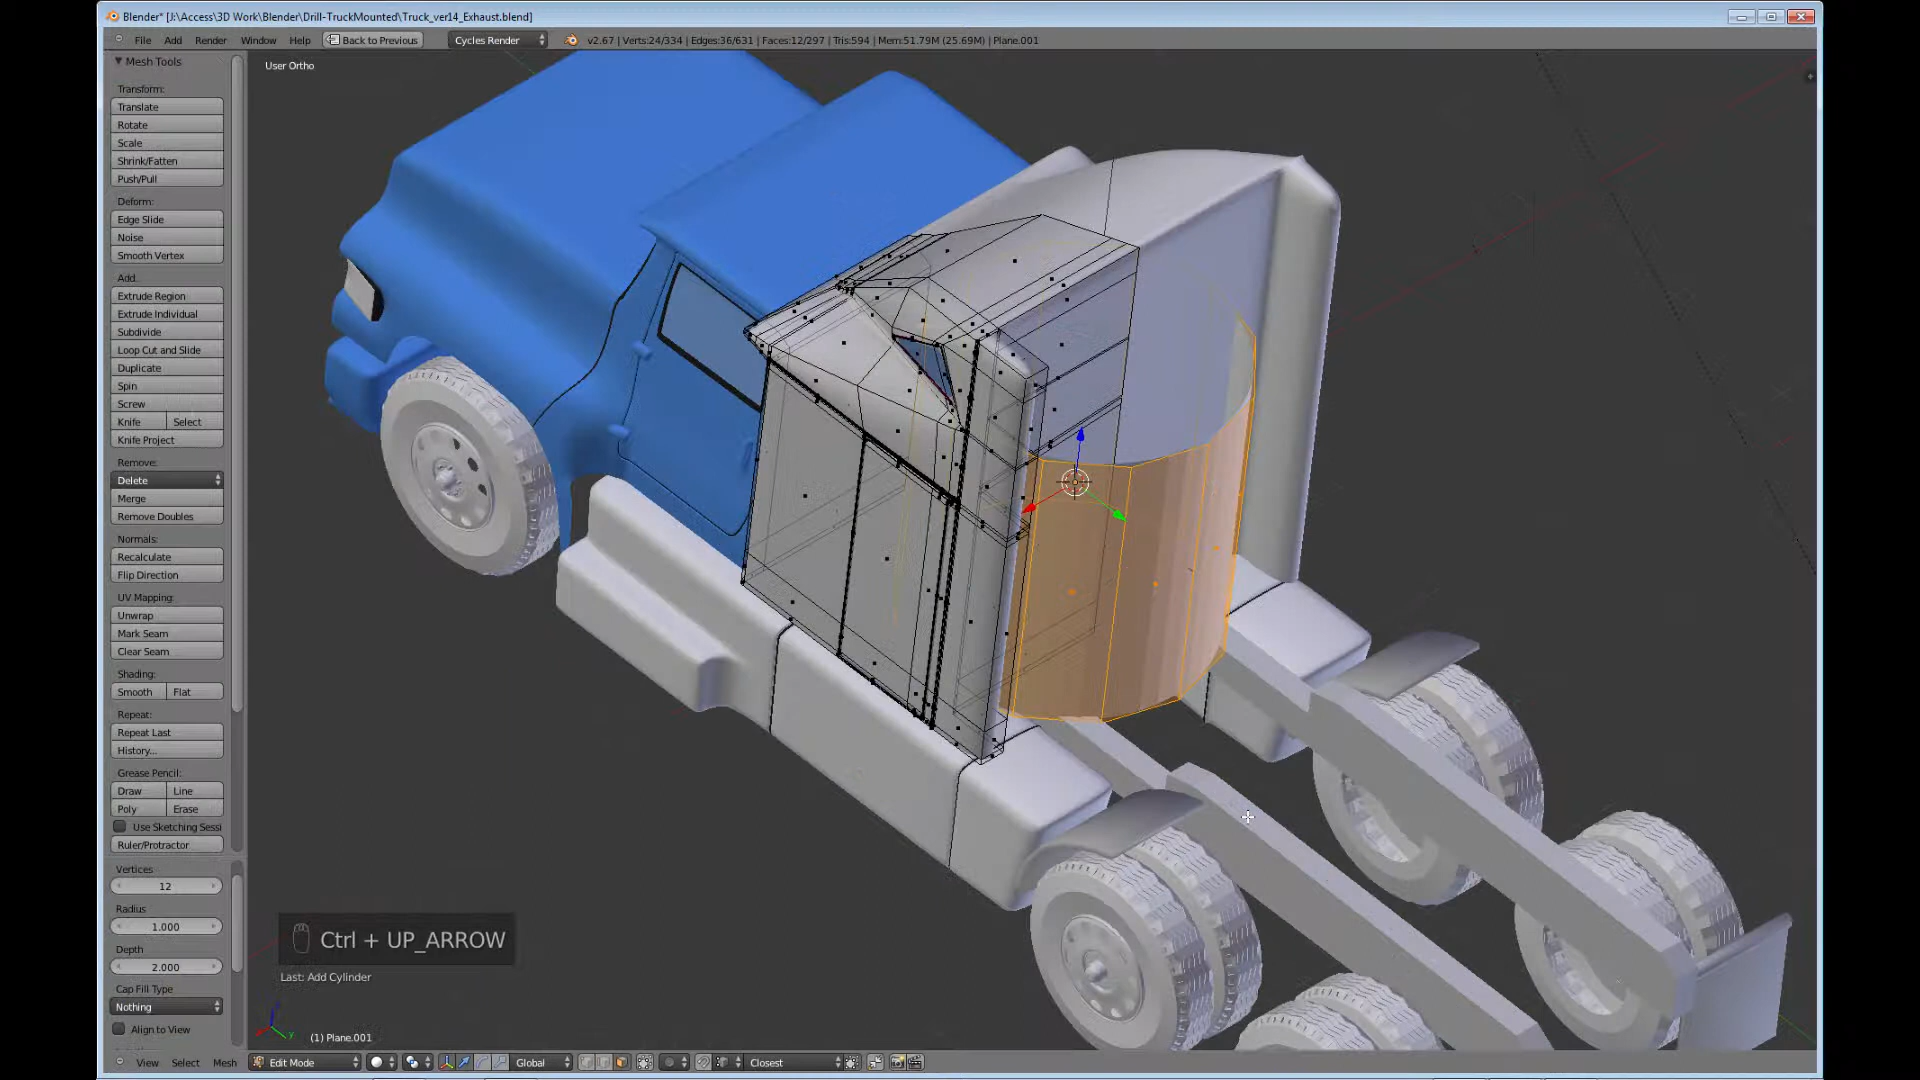 Blender* [J:\Access\3D Work\Blender\Drill-TruckMounted\Truck_ver14_Exhaust.blend]
File Add Render Window Help Back to Previous Cycles Render v2.67 | Verts:24/334 | Edges:36/631 | Faces:12/297 | Tris:594 | Mem:51.79M (25.69M) | Plane.001
Mesh Tools
User Ortho
Transform:
Translate
Rotate
Scale
Shrink/Fatten
Push/Pull
Deform:
Edge Slide
Noise
Smooth Vertex
Add:
Extrude Region
Extrude Individual
Subdivide
Loop Cut and Slide
Duplicate
Spin
Screw
Knife Select
Knife Project
Remove:
Delete
Merge
Remove Doubles
Normals:
Recalculate
Flip Direction
UV Mapping:
Unwrap
Mark Seam
Clear Seam
Shading:
Smooth Flat
Repeat:
Repeat Last
History...
Grease Pencil:
Draw Line
Poly Erase
Use Sketching Sessi
Ruler/Protractor
Vertices
12
Radius
1.000
Depth
2.000
Cap Fill Type
Nothing
Align to View
Ctrl + UP_ARROW
Last: Add Cylinder
(1) Plane.001
View Select Mesh Edit Mode Global Closest